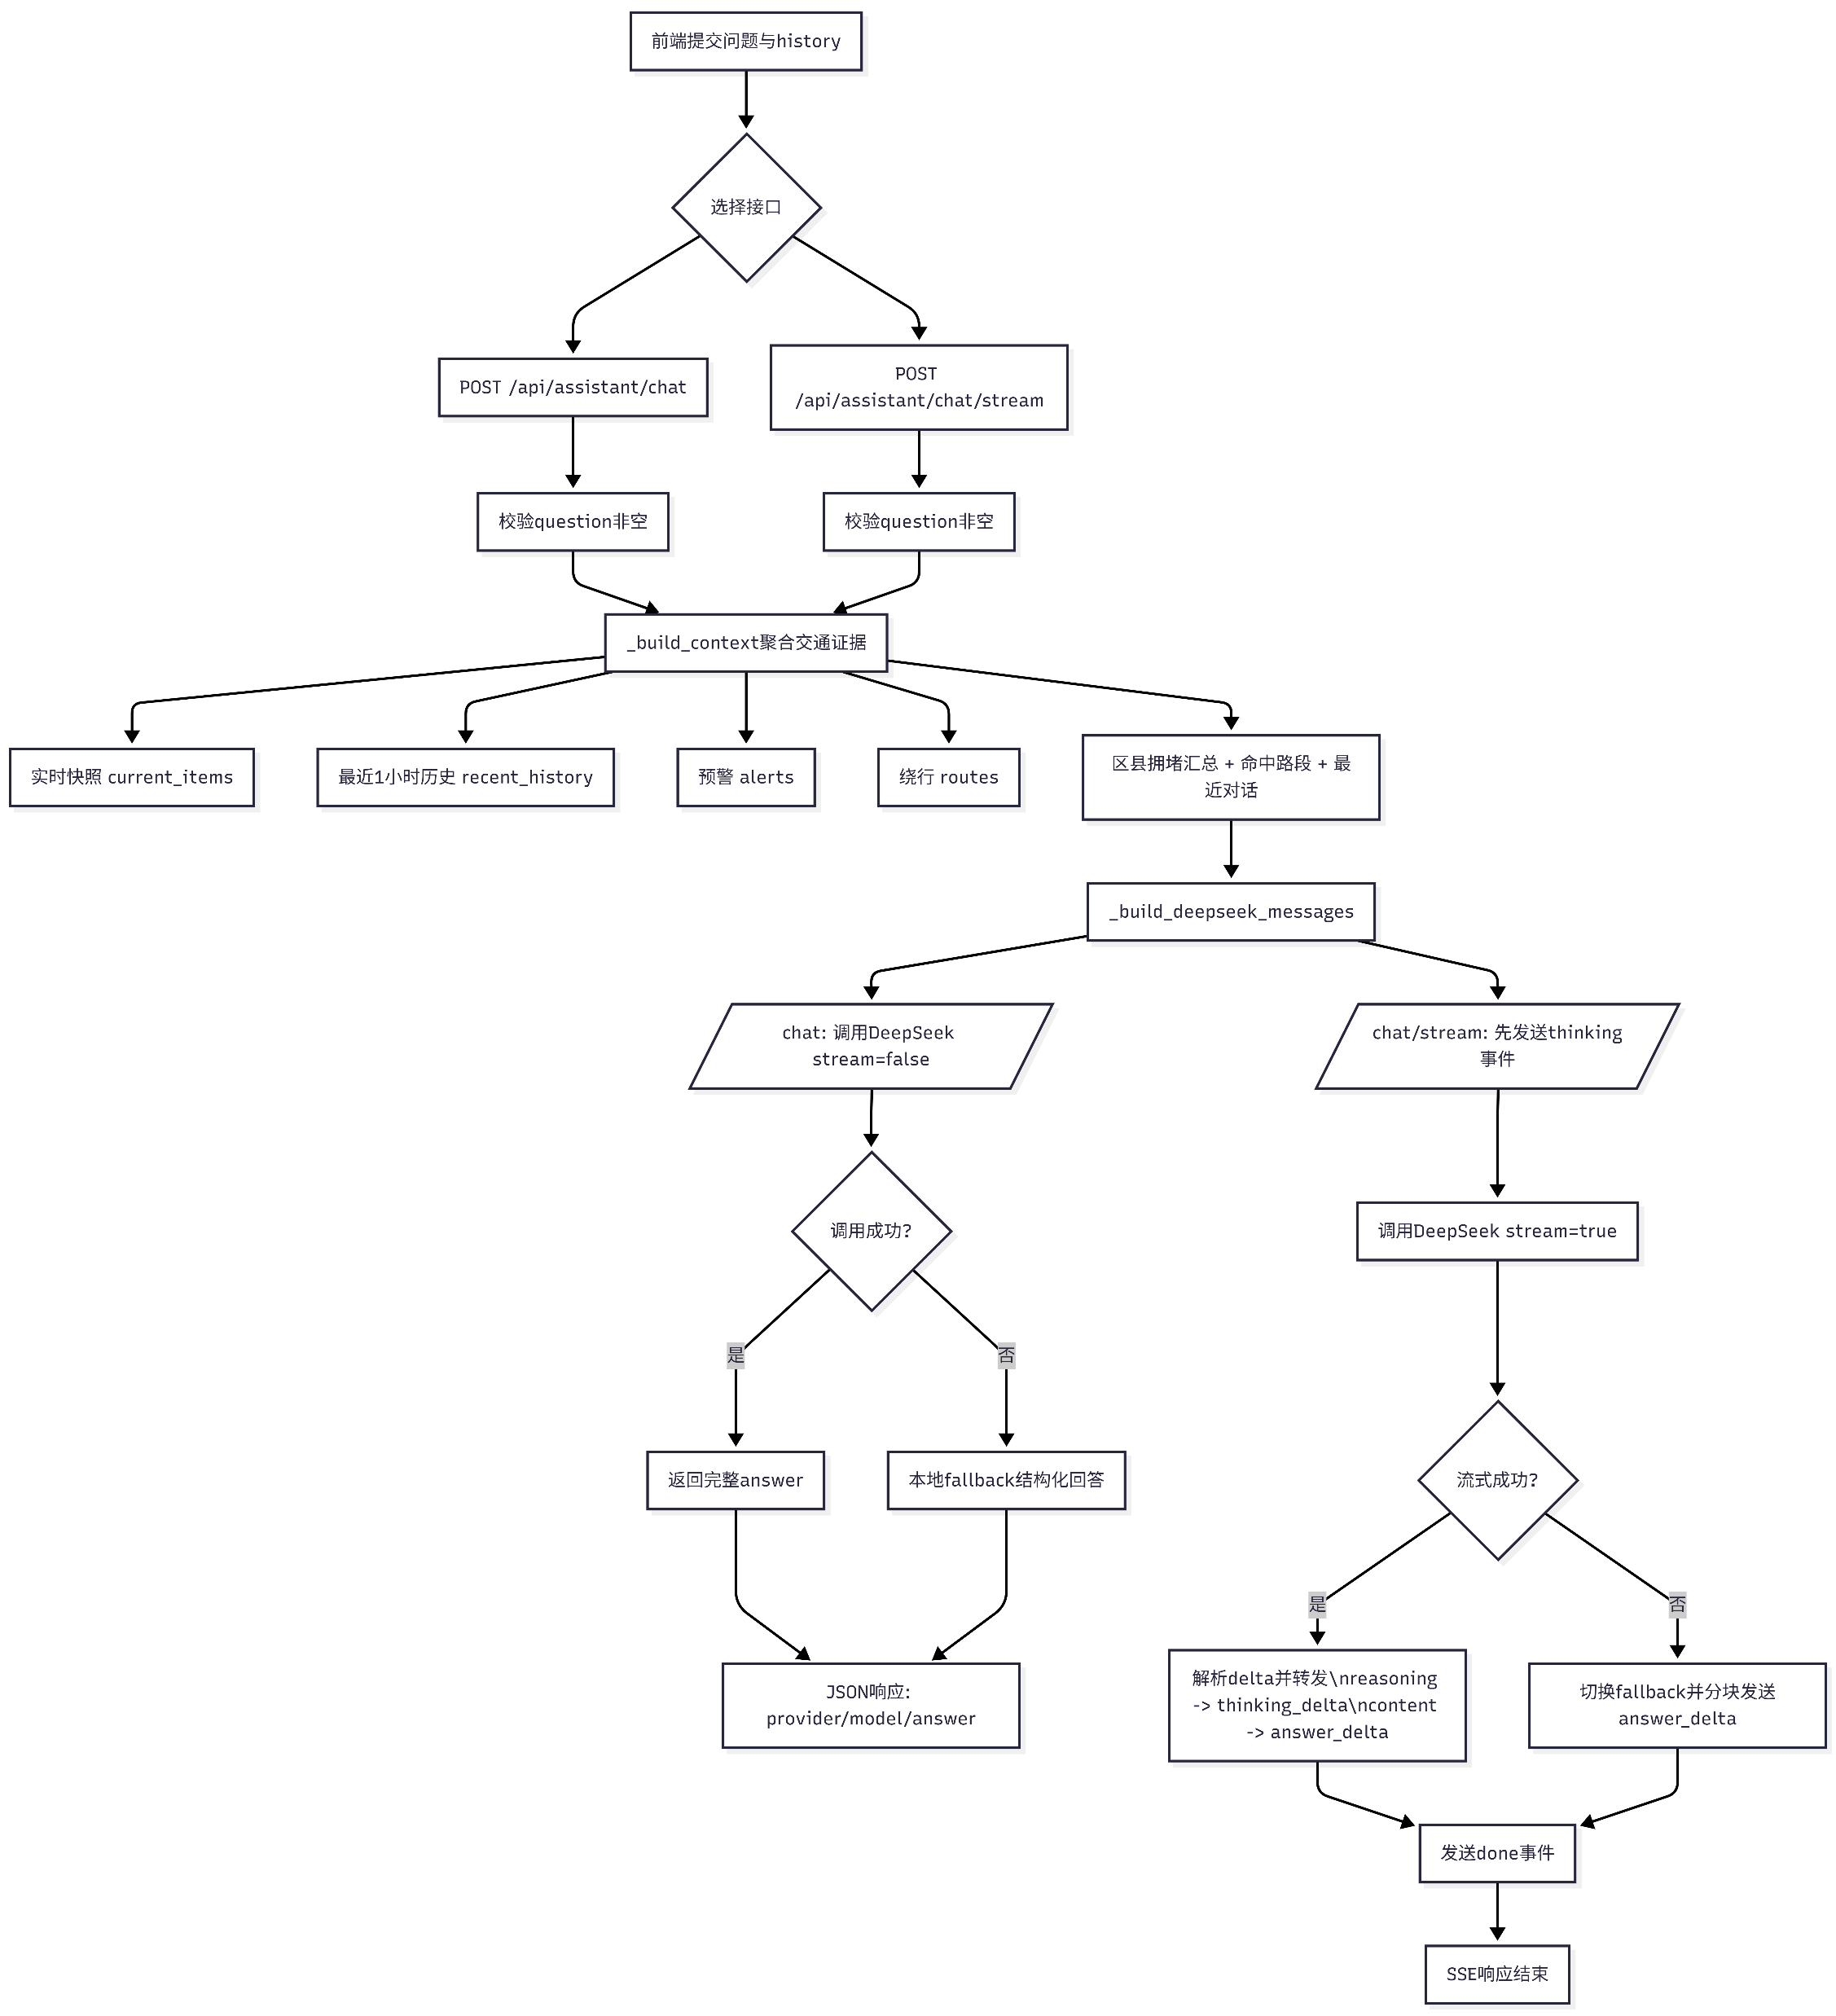 前端提交问题与history
选择接口
POST /api/assistant/chat
POST
/api/assistant/chat/stream
校验question非空
校验question非空
_build_context聚合交通证据
实时快照 current_items
最近1小时历史 recent_history
预警 alerts
绕行 routes
区县拥堵汇总 + 命中路段 + 最
近对话
_build_deepseek_messages
chat: 调用DeepSeek
stream=false
chat/stream: 先发送thinking
事件
调用成功?
调用DeepSeek stream=true
是
否
返回完整answer
本地fallback结构化回答
流式成功?
是
否
JSON响应:
provider/model/answer
解析delta并转发\nreasoning
-> thinking_delta\ncontent
-> answer_delta
切换fallback并分块发送
answer_delta
发送done事件
SSE响应结束